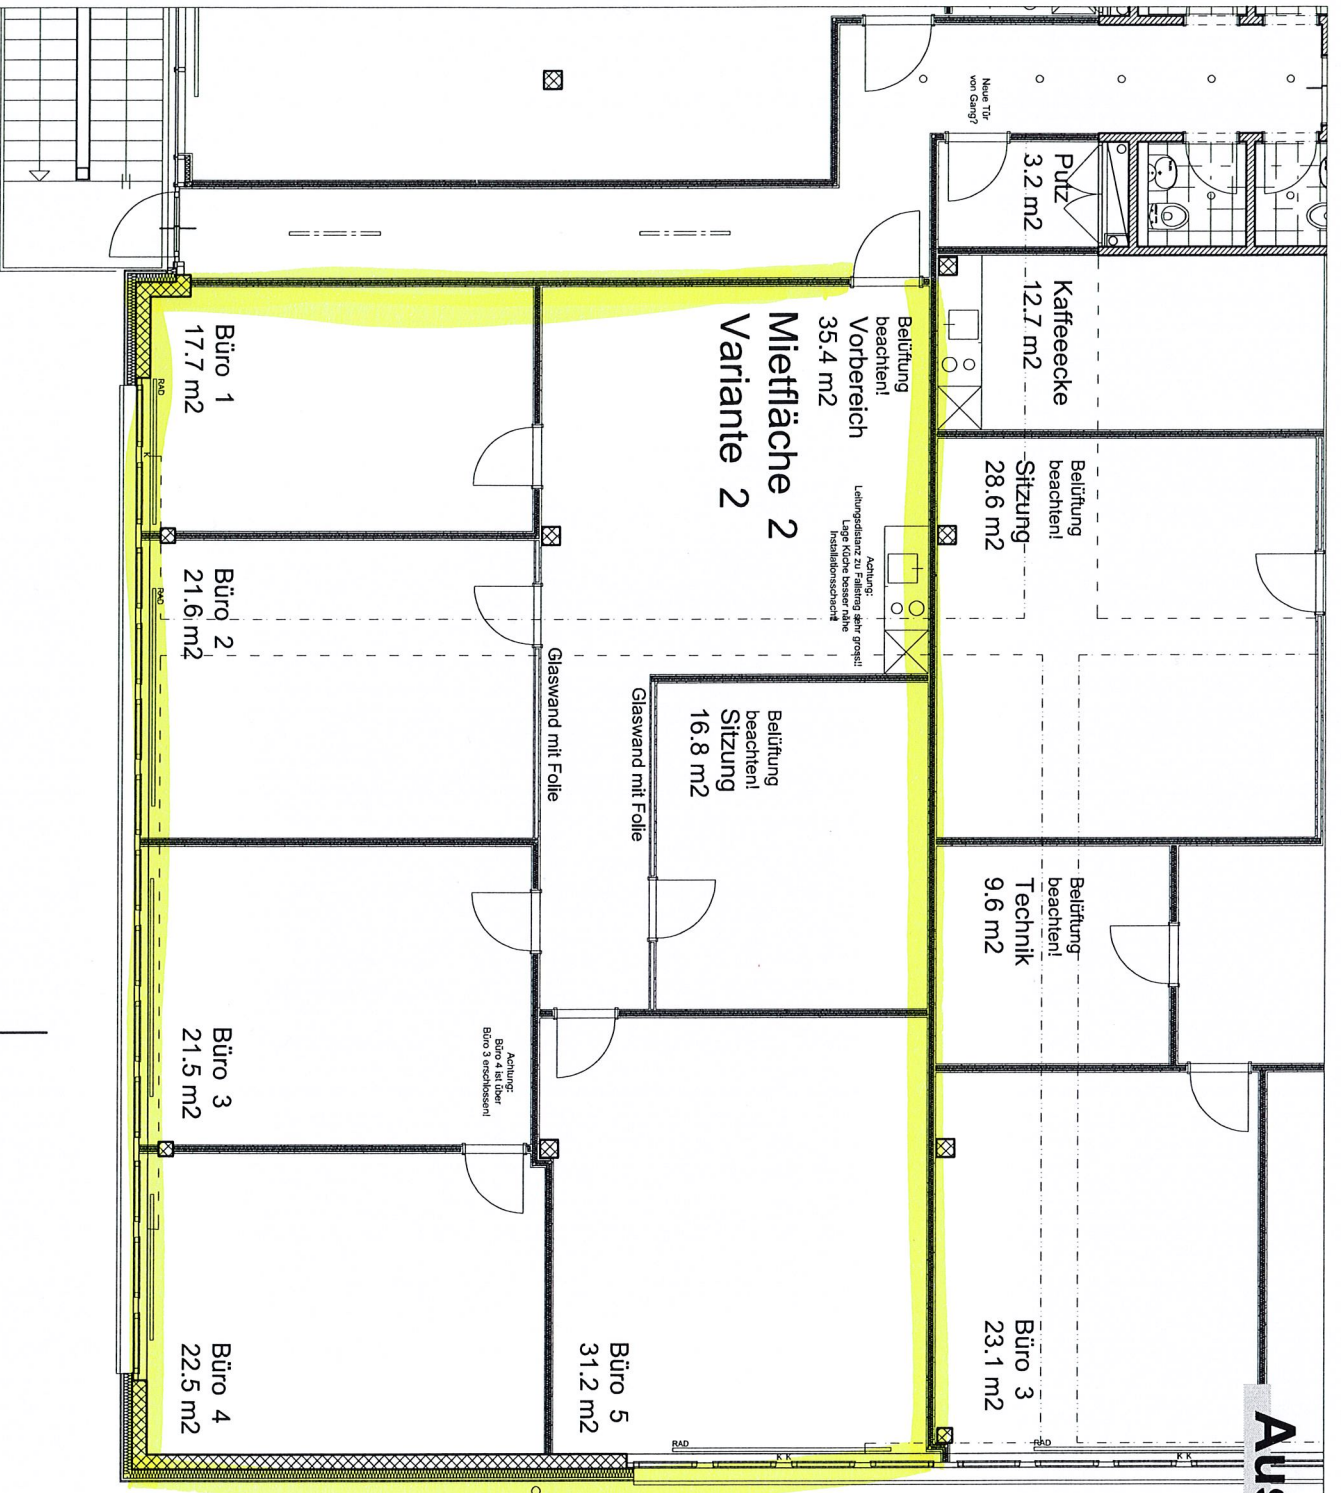 Neue Tür
von Gang?
Putz
3.2 m2
Kaffeeecke
12.7 m2
Belüftung
beachten!
Sitzung
28.6 m2
Belüftung
beachten!
Technik
9.6 m2
Büro 3
23.1 m2
RAD
K K
Aus
Belüftung
beachten!
Vorbereich
35.4 m2
Mietfläche 2
Variante 2
Achtung:
Leitungsdistanz zu Fallstrag sehr gross!!
Lage Küche besser nähe
Installationsschacht!
Belüftung
beachten!
Sitzung
16.8 m2
Glaswand mit Folie
Glaswand mit Folie
Büro 5
31.2 m2
RAD
K K
Achtung:
Büro 4 ist über
Büro 3 erschlossen!
Büro 1
17.7 m2
RAD
K
Büro 2
21.6 m2
RAD
Büro 3
21.5 m2
Büro 4
22.5 m2